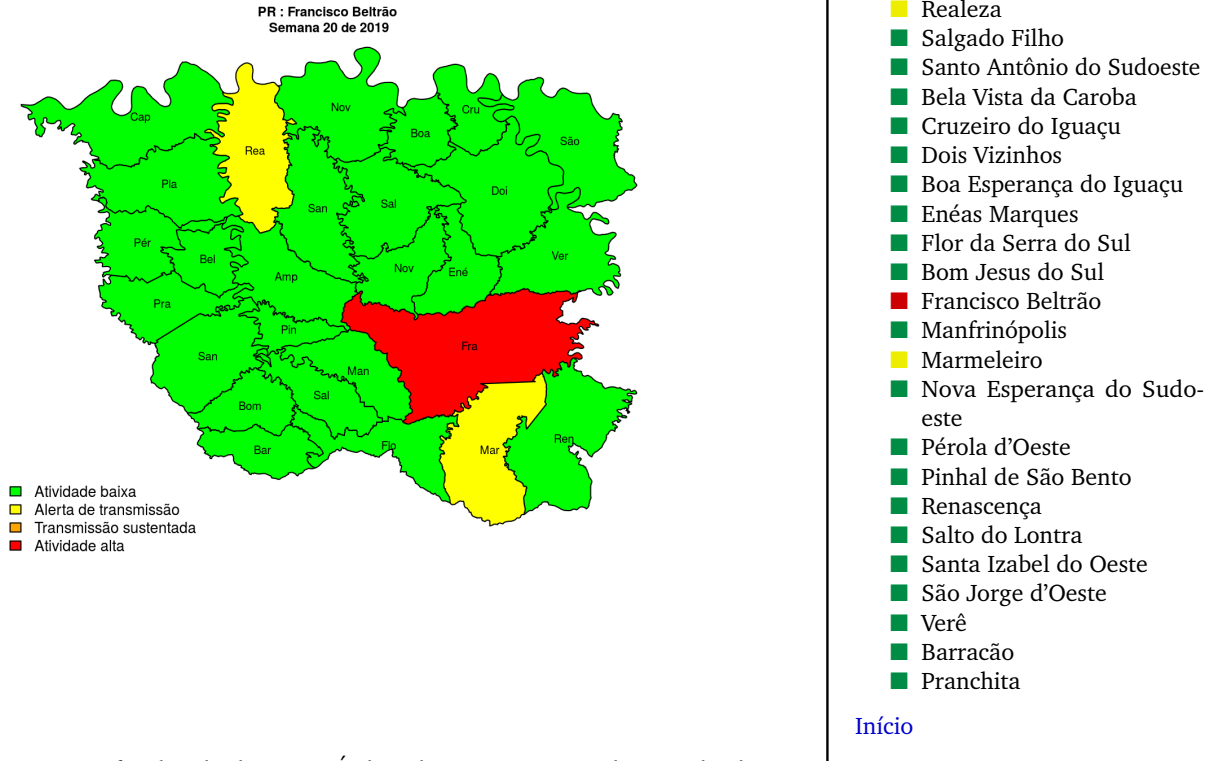 PR : Francisco Beltrão
Semana 20 de 2019
Cap
Nov
Cru
Boa
São
Rea
Pla
Doi
San
Sal
Pér
Bel
Ver
Nov
Ené
Amp
Pra
Pin
Fra
San
Man
Sal
Bom
Flo
Ren
Bar
Mar
Atividade baixa
Alerta de transmissão
Transmissão sustentada
Atividade alta
Realeza
Salgado Filho
Santo Antônio do Sudoeste
Bela Vista da Caroba
Cruzeiro do Iguaçu
Dois Vizinhos
Boa Esperança do Iguaçu
Enéas Marques
Flor da Serra do Sul
Bom Jesus do Sul
Francisco Beltrão
Manfrinópolis
Marmeleiro
Nova Esperança do Sudo-
este
Pérola d'Oeste
Pinhal de São Bento
Renascença
Salto do Lontra
Santa Izabel do Oeste
São Jorge d'Oeste
Verê
Barracão
Pranchita
Início